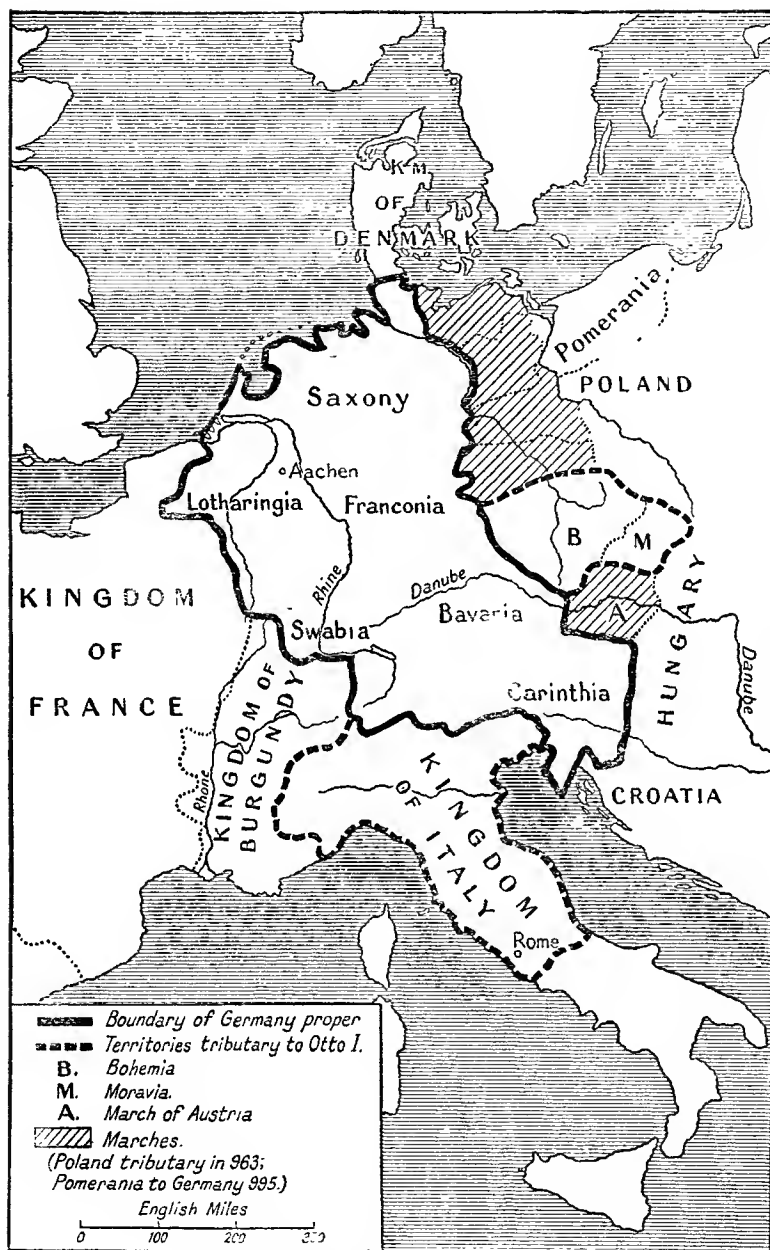 KM.
OF
DENMARK
Pomerania
POLAND
Saxony
Aachen
Lotharingia
Franconia
B
M
KINGDOM
OF
FRANCE
Rhine
Danube
Bavaria
A
HUNGARY
Danube
Swabia
Carinthia
KINGDOM OF
BURGUNDY
Rhone
CROATIA
KINGDOM
OF ITALY
Rome
Boundary of Germany proper
Territories tributary to Otto I.
B. Bohemia
M. Moravia.
A. March of Austria
Marches.
(Poland tributary in 963;
Pomerania to Germany 995.)
English Miles
0 100 200 300